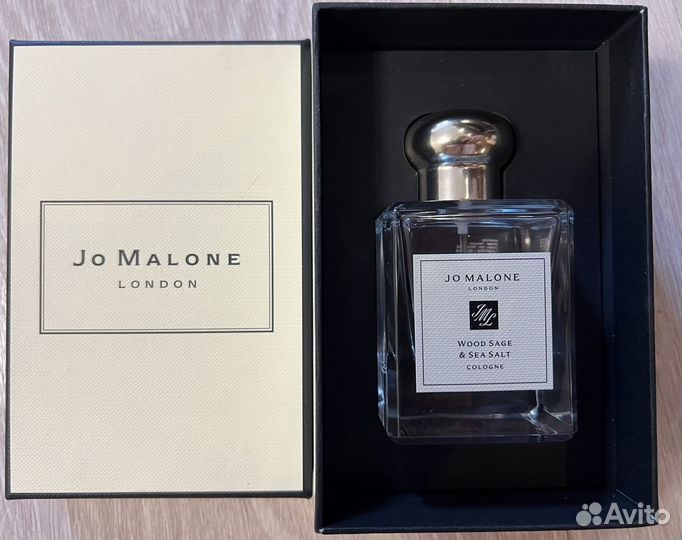 JO MALONE
LONDON
JO MALONE
LONDON
JML
WOOD SAGE
& SEA SALT
COLOGNE
Avito